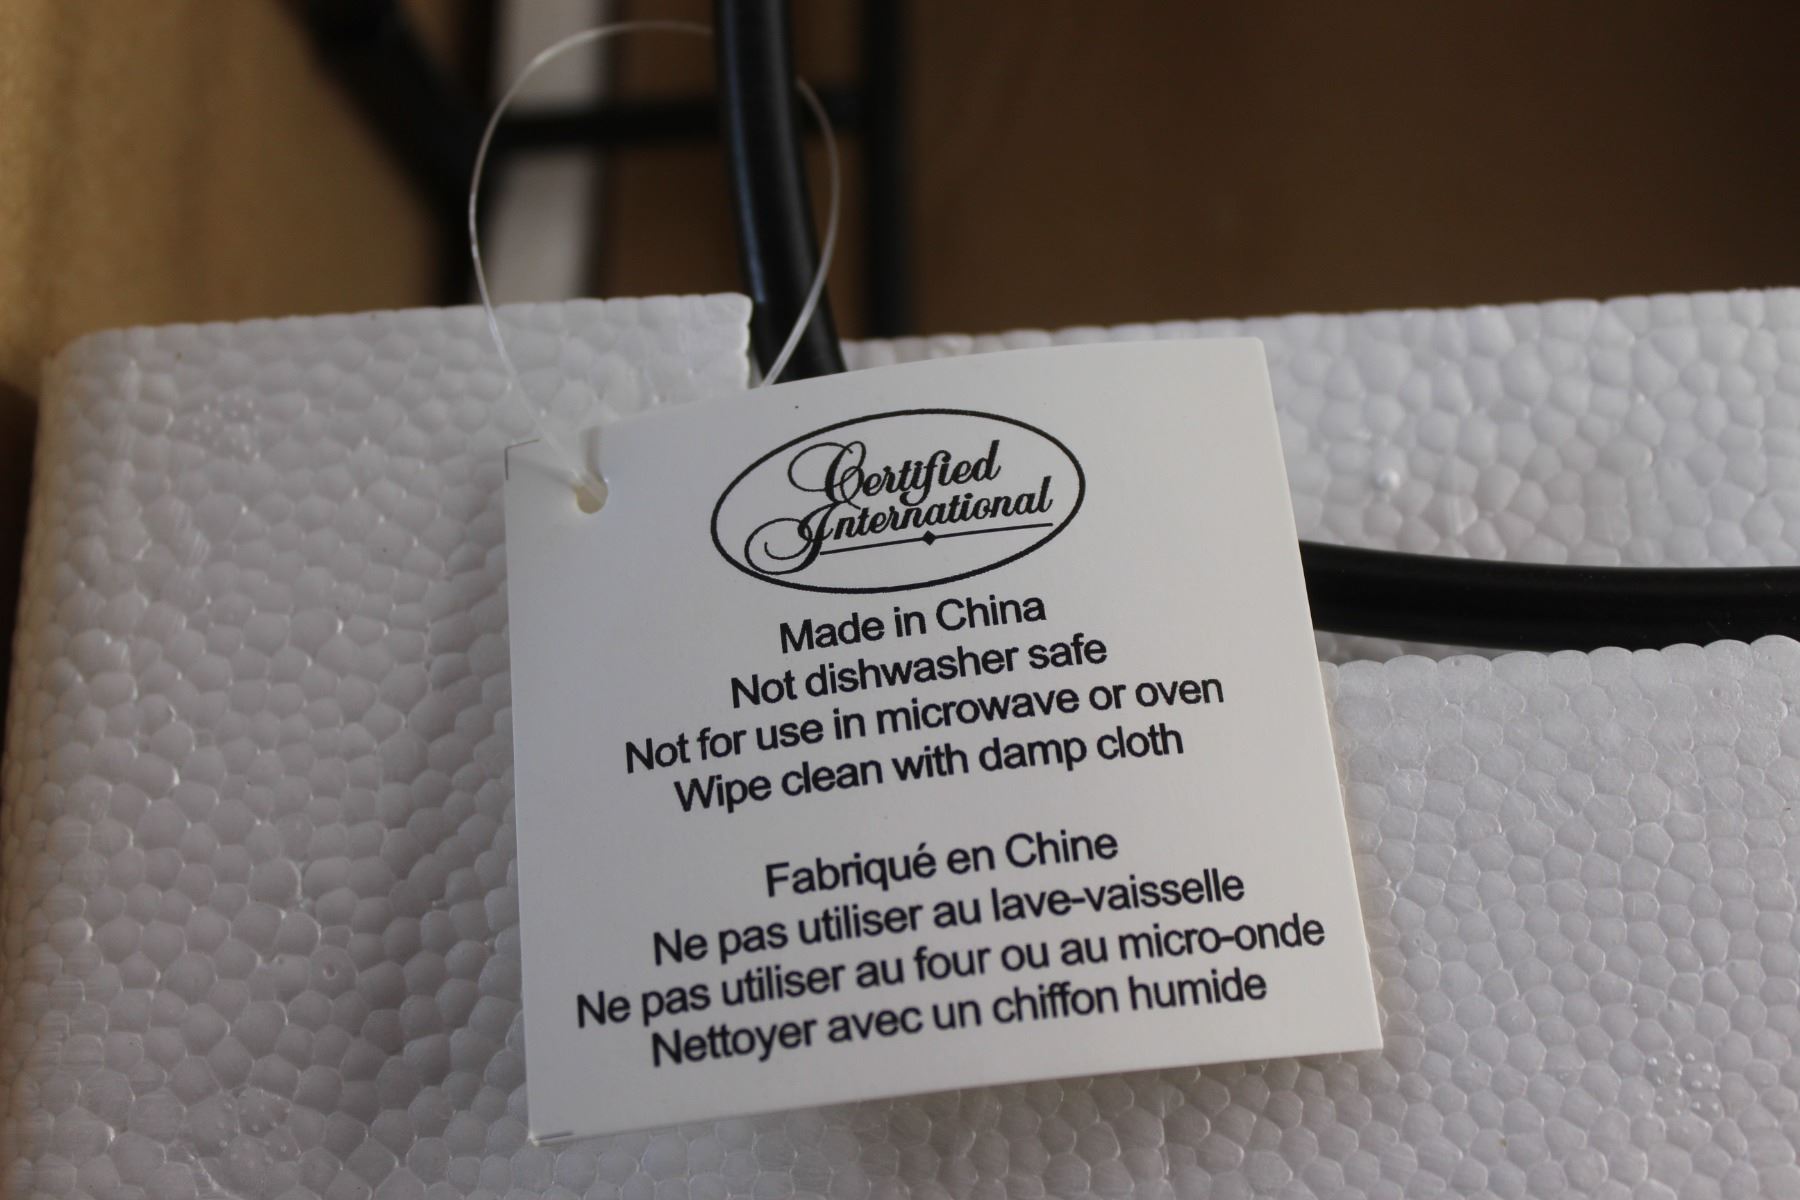 Certified
International
Made in China
Not dishwasher safe
Not for use in microwave or oven
Wipe clean with damp cloth
Fabriqué en Chine
Ne pas utiliser au lave-vaisselle
Ne pas utiliser au four ou au micro-onde
Nettoyer avec un chiffon humide